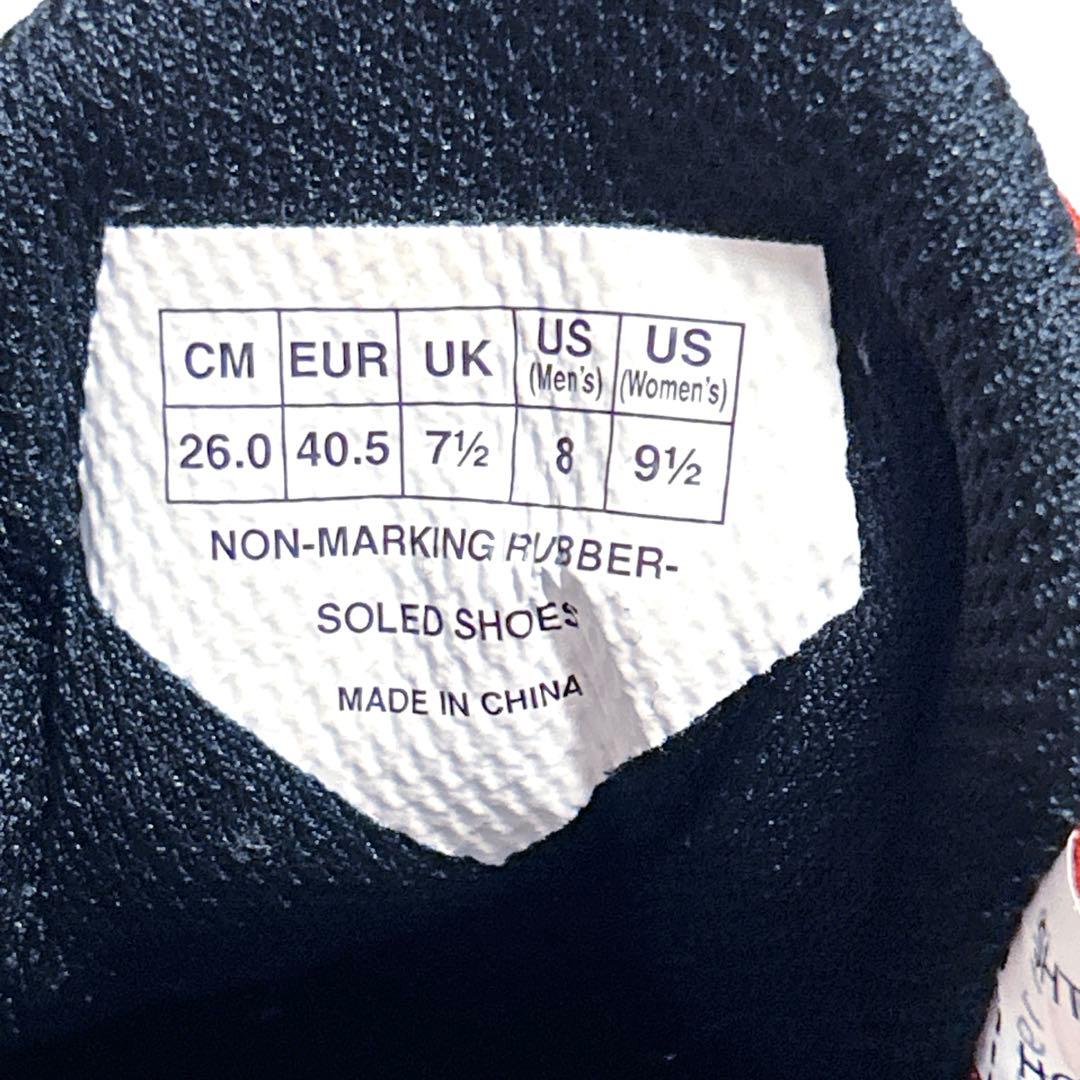 CM EUR UK US (Men's) US (Women's)
26.0 40.5 7½ 8 9½
NON-MARKING RUBBER-
SOLED SHOES
MADE IN CHINA